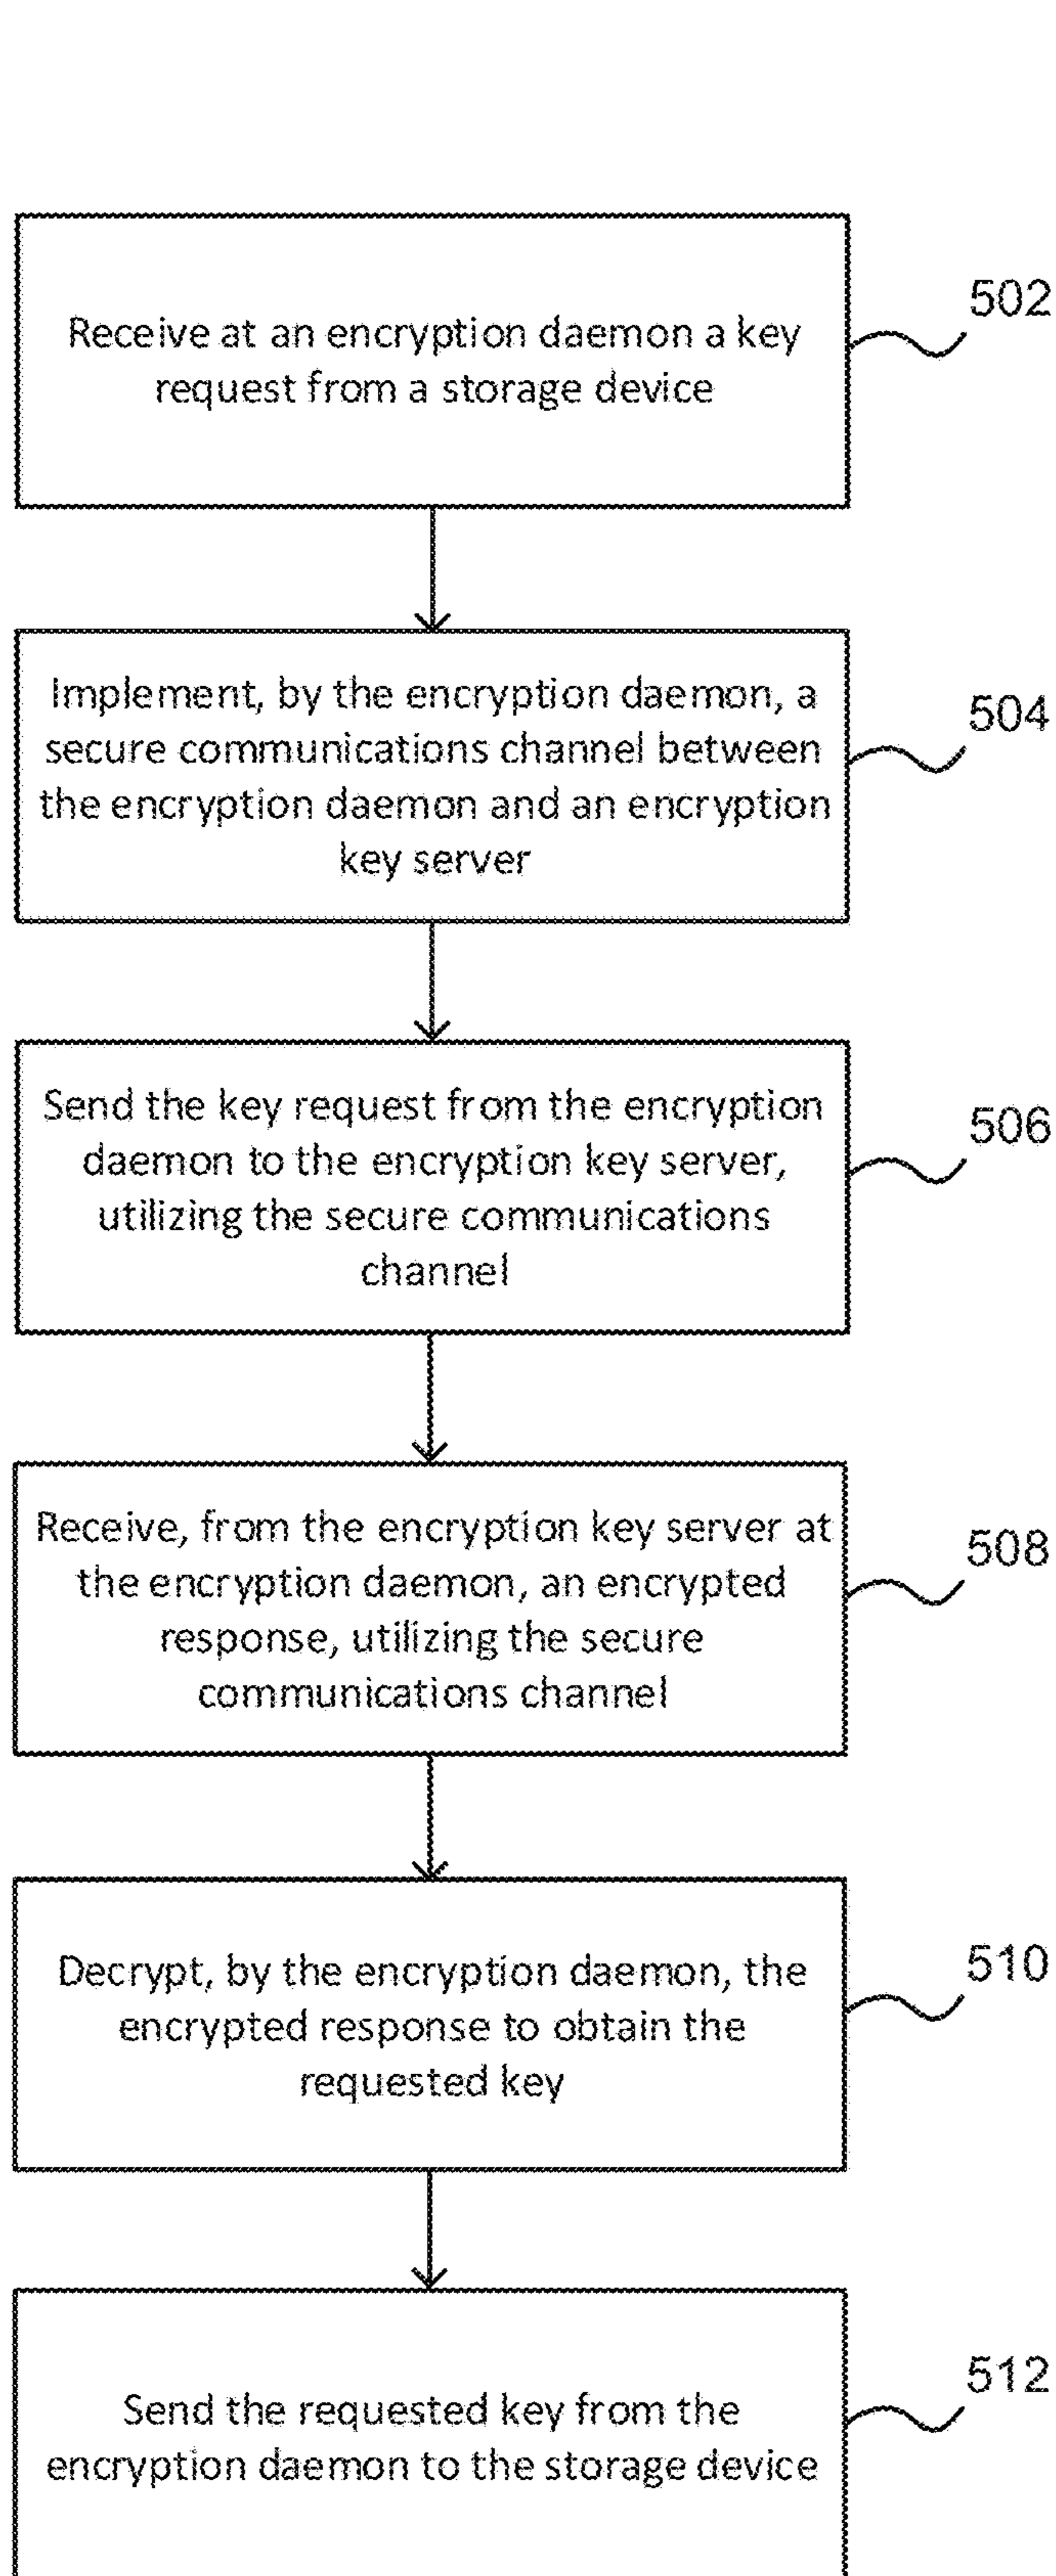 Receive at an encryption daemon a key
request from a storage device
502
Implement, by the encryption daemon, a
secure communications channel between
the encryption daemon and an encryption
key server
504
Send the key request from the encryption
daemon to the encryption key server,
utilizing the secure communications
channel
506
Receive, from the encryption key server at
the encryption daemon, an encrypted
response, utilizing the secure
communications channel
508
Decrypt, by the encryption daemon, the
encrypted response to obtain the
requested key
510
Send the requested key from the
encryption daemon to the storage device
512